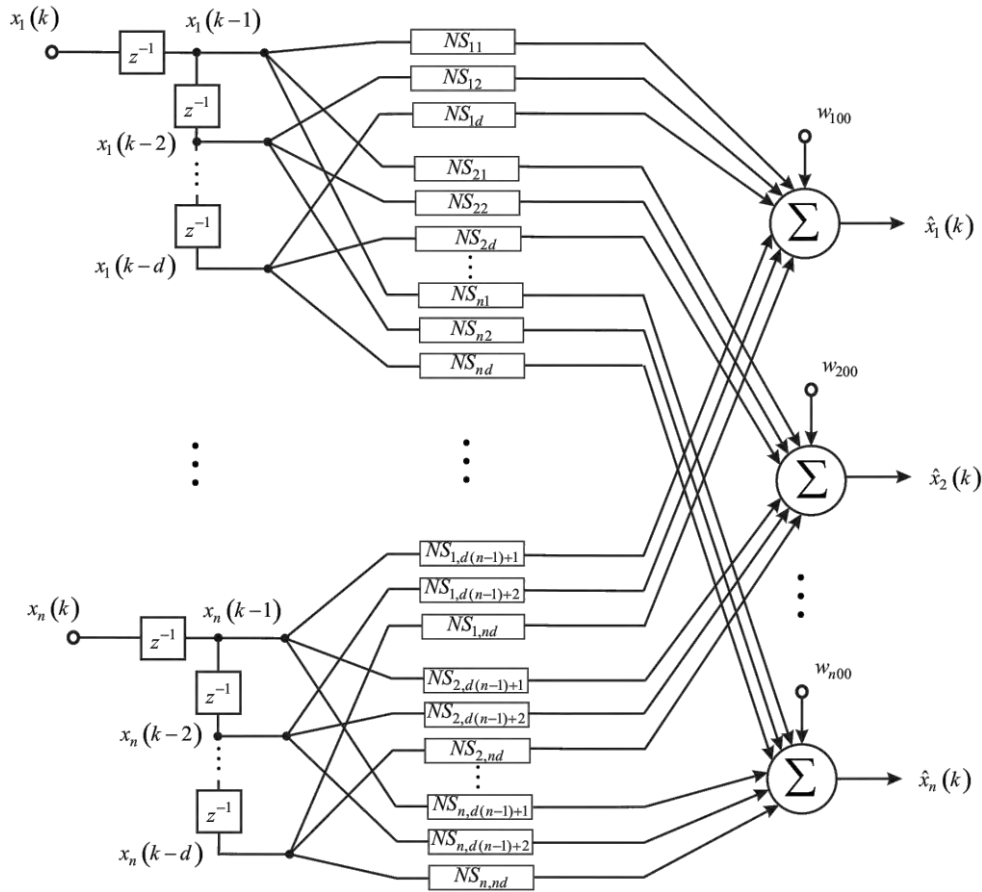 x₁(k)
x₁(k−1)
z⁻¹
z⁻¹
x₁(k−2)
z⁻¹
x₁(k−d)
NS₁₁
NS₁₂
NS₁d
NS₂₁
NS₂₂
NS₂d
NSₙ₁
NSₙ₂
NSₙd
w₁₀₀
Σ
x̂₁(k)
w₂₀₀
Σ
x̂₂(k)
xₙ(k)
xₙ(k−1)
z⁻¹
z⁻¹
xₙ(k−2)
z⁻¹
xₙ(k−d)
NS₁,d(n−1)+1
NS₁,d(n−1)+2
NS₁,nd
NS₂,d(n−1)+1
NS₂,d(n−1)+2
NS₂,nd
NSₙ,d(n−1)+1
NSₙ,d(n−1)+2
NSₙ,nd
wₙ₀₀
Σ
x̂ₙ(k)